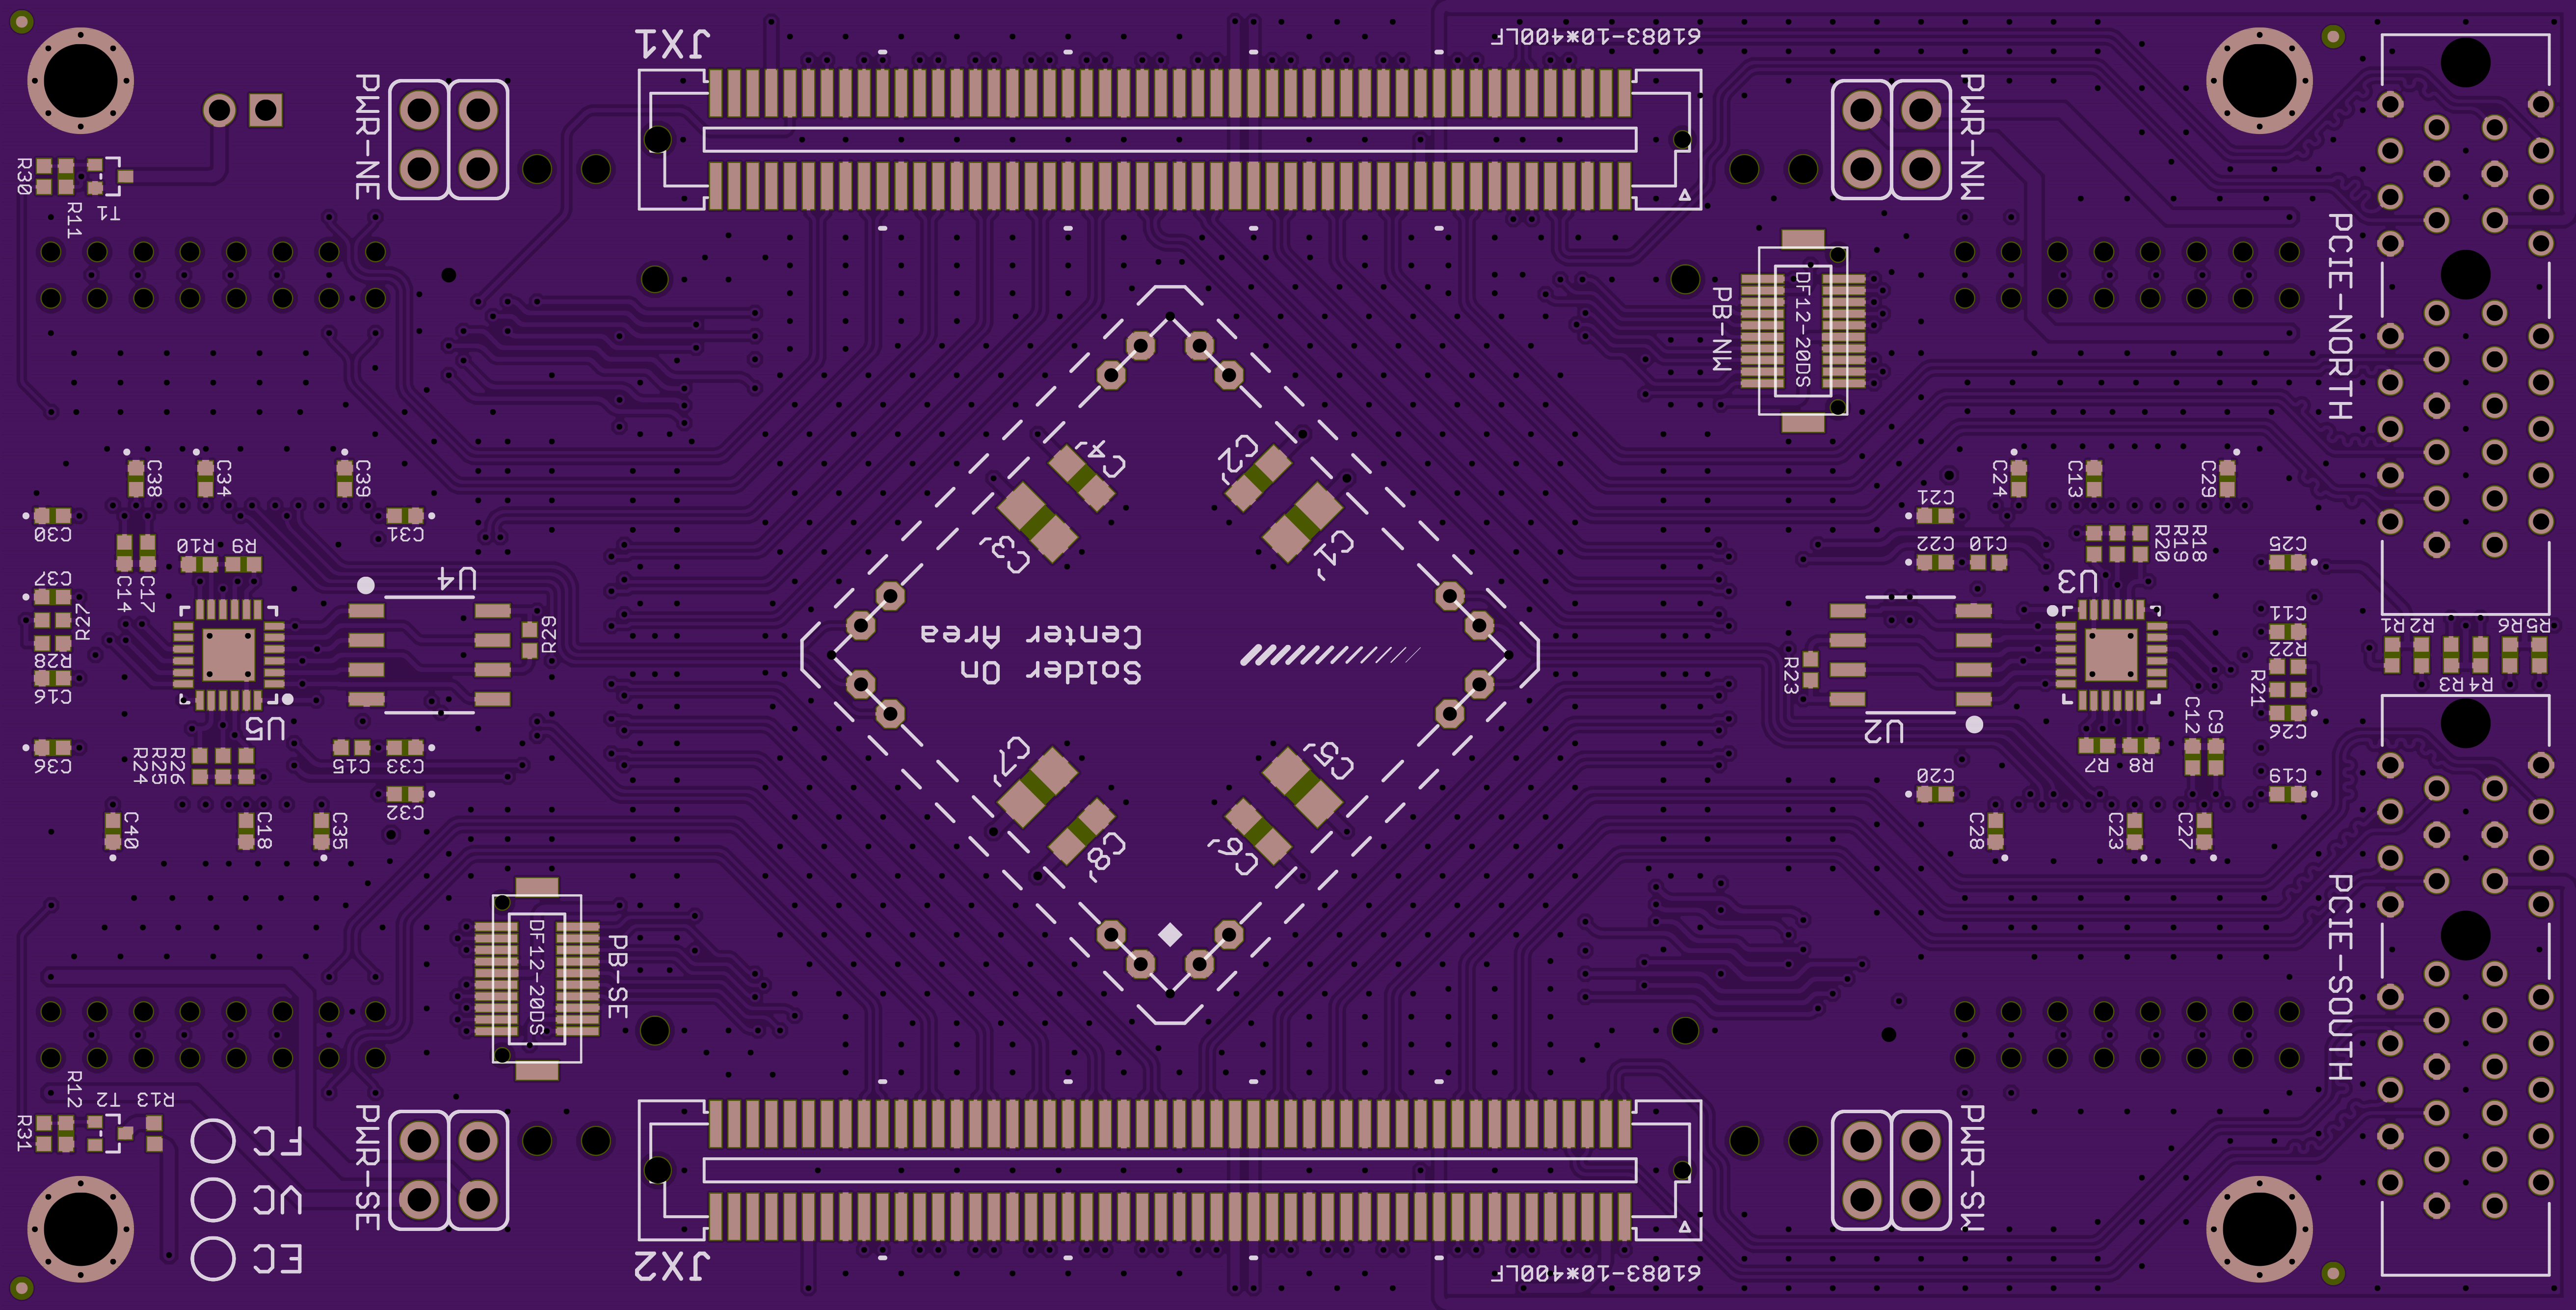 JX1
61083-10*400LF
PWR-NE
PWR-NW
R30
R11
T1
PCIE-NORTH
DF12-20DS
PB-NW
C4
C2
C3
C1
C38
C34
C39
C30
C31
R10
R9
C14
C17
C37
R27
R28
C16
U4
R29
U5
C36
R24
R25
R26
C15
C33
C32
C40
C18
C35
Solder On
Center Area
C24
C13
C29
C21
C22
C10
R20
R19
R18
C25
U3
C11
R22
R21
C26
R23
U2
C12
C9
R7
R8
C20
C19
C28
C23
C27
R1
R2
R6
R5
R3
R4
C7
C5
C8
C6
DF12-20DS
PB-SE
PCIE-SOUTH
R12
T2
R13
R31
FC
VC
EC
PWR-SE
PWR-SW
JX2
61083-10*400LF